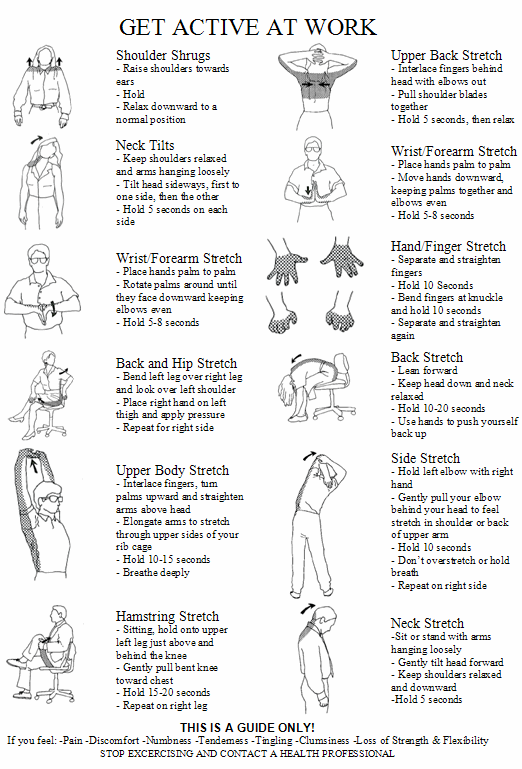 GET ACTIVE AT WORK
Shoulder Shrugs
- Raise shoulders towards
ears
- Hold
- Relax downward to a
normal position
Upper Back Stretch
- Interlace fingers behind
head with elbows out
- Pull shoulder blades
together
- Hold 5 seconds, then relax
Neck Tilts
- Keep shoulders relaxed
and arms hanging loosely
- Tilt head sideways, first to
one side, then the other
- Hold 5 seconds on each
side
Wrist/Forearm Stretch
- Place hands palm to palm
- Move hands downward,
keeping palms together and
elbows even
- Hold 5-8 seconds
Wrist/Forearm Stretch
- Place hands palm to palm
- Rotate palms around until
they face downward keeping
elbows even
- Hold 5-8 seconds
Hand/Finger Stretch
- Separate and straighten
fingers
- Hold 10 Seconds
- Bend fingers at knuckle
and hold 10 seconds
- Separate and straighten
again
Back and Hip Stretch
- Bend left leg over right leg
and look over left shoulder
- Place right hand on left
thigh and apply pressure
- Repeat for right side
Back Stretch
- Lean forward
- Keep head down and neck
relaxed
- Hold 10-20 seconds
- Use hands to push yourself
back up
Upper Body Stretch
- Interlace fingers, turn
palms upward and straighten
arms above head
- Elongate arms to stretch
through upper sides of your
rib cage
- Hold 10-15 seconds
- Breathe deeply
Side Stretch
- Hold left elbow with right
hand
- Gently pull your elbow
behind your head to feel
stretch in shoulder or back
of upper arm
- Hold 10 seconds
- Don't overstretch or hold
breath
- Repeat on right side
Hamstring Stretch
- Sitting, hold onto upper
left leg just above and
behind the knee
- Gently pull bent knee
toward chest
- Hold 15-20 seconds
- Repeat on right leg
Neck Stretch
-Sit or stand with arms
hanging loosely
- Gently tilt head forward
- Keep shoulders relaxed
and downward
-Hold 5 seconds
THIS IS A GUIDE ONLY!
If you feel: -Pain -Discomfort -Numbness -Tenderness -Tingling -Clumsiness -Loss of Strength & Flexibility
STOP EXCERCISING AND CONTACT A HEALTH PROFESSIONAL